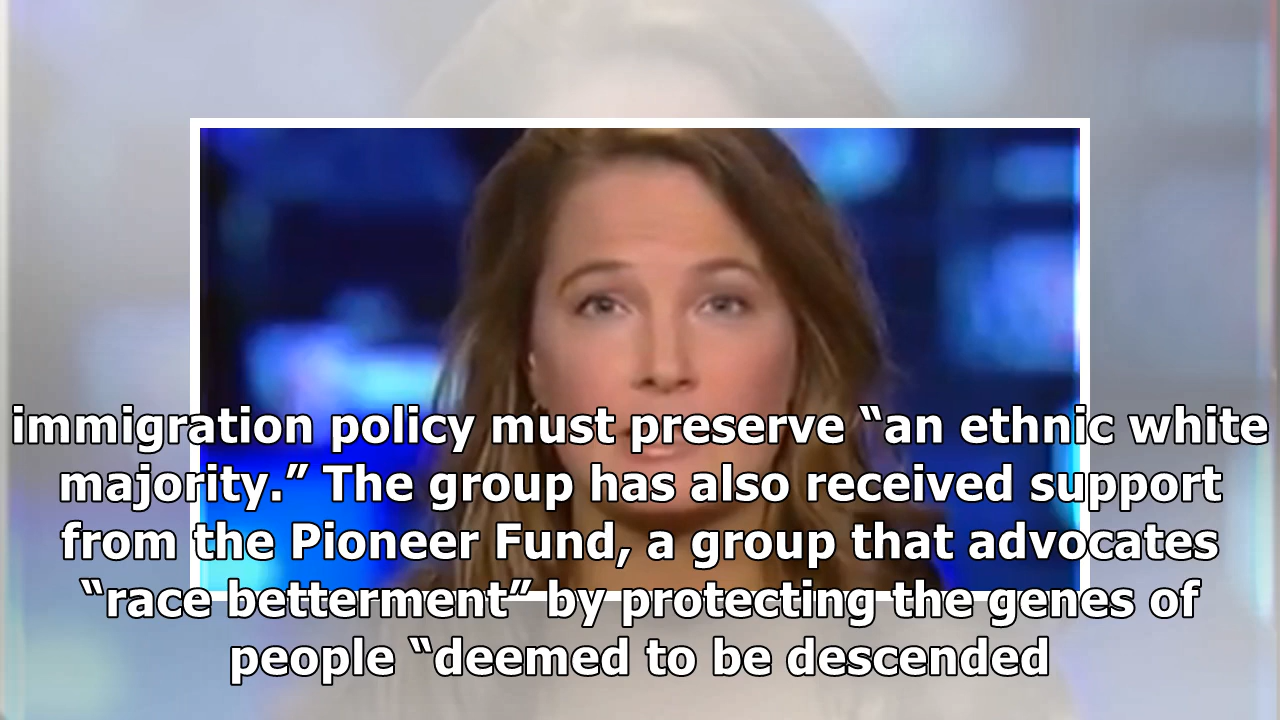 immigration policy must preserve “an ethnic white
majority.” The group has also received support
from the Pioneer Fund, a group that advocates
“race betterment” by protecting the genes of
people “deemed to be descended